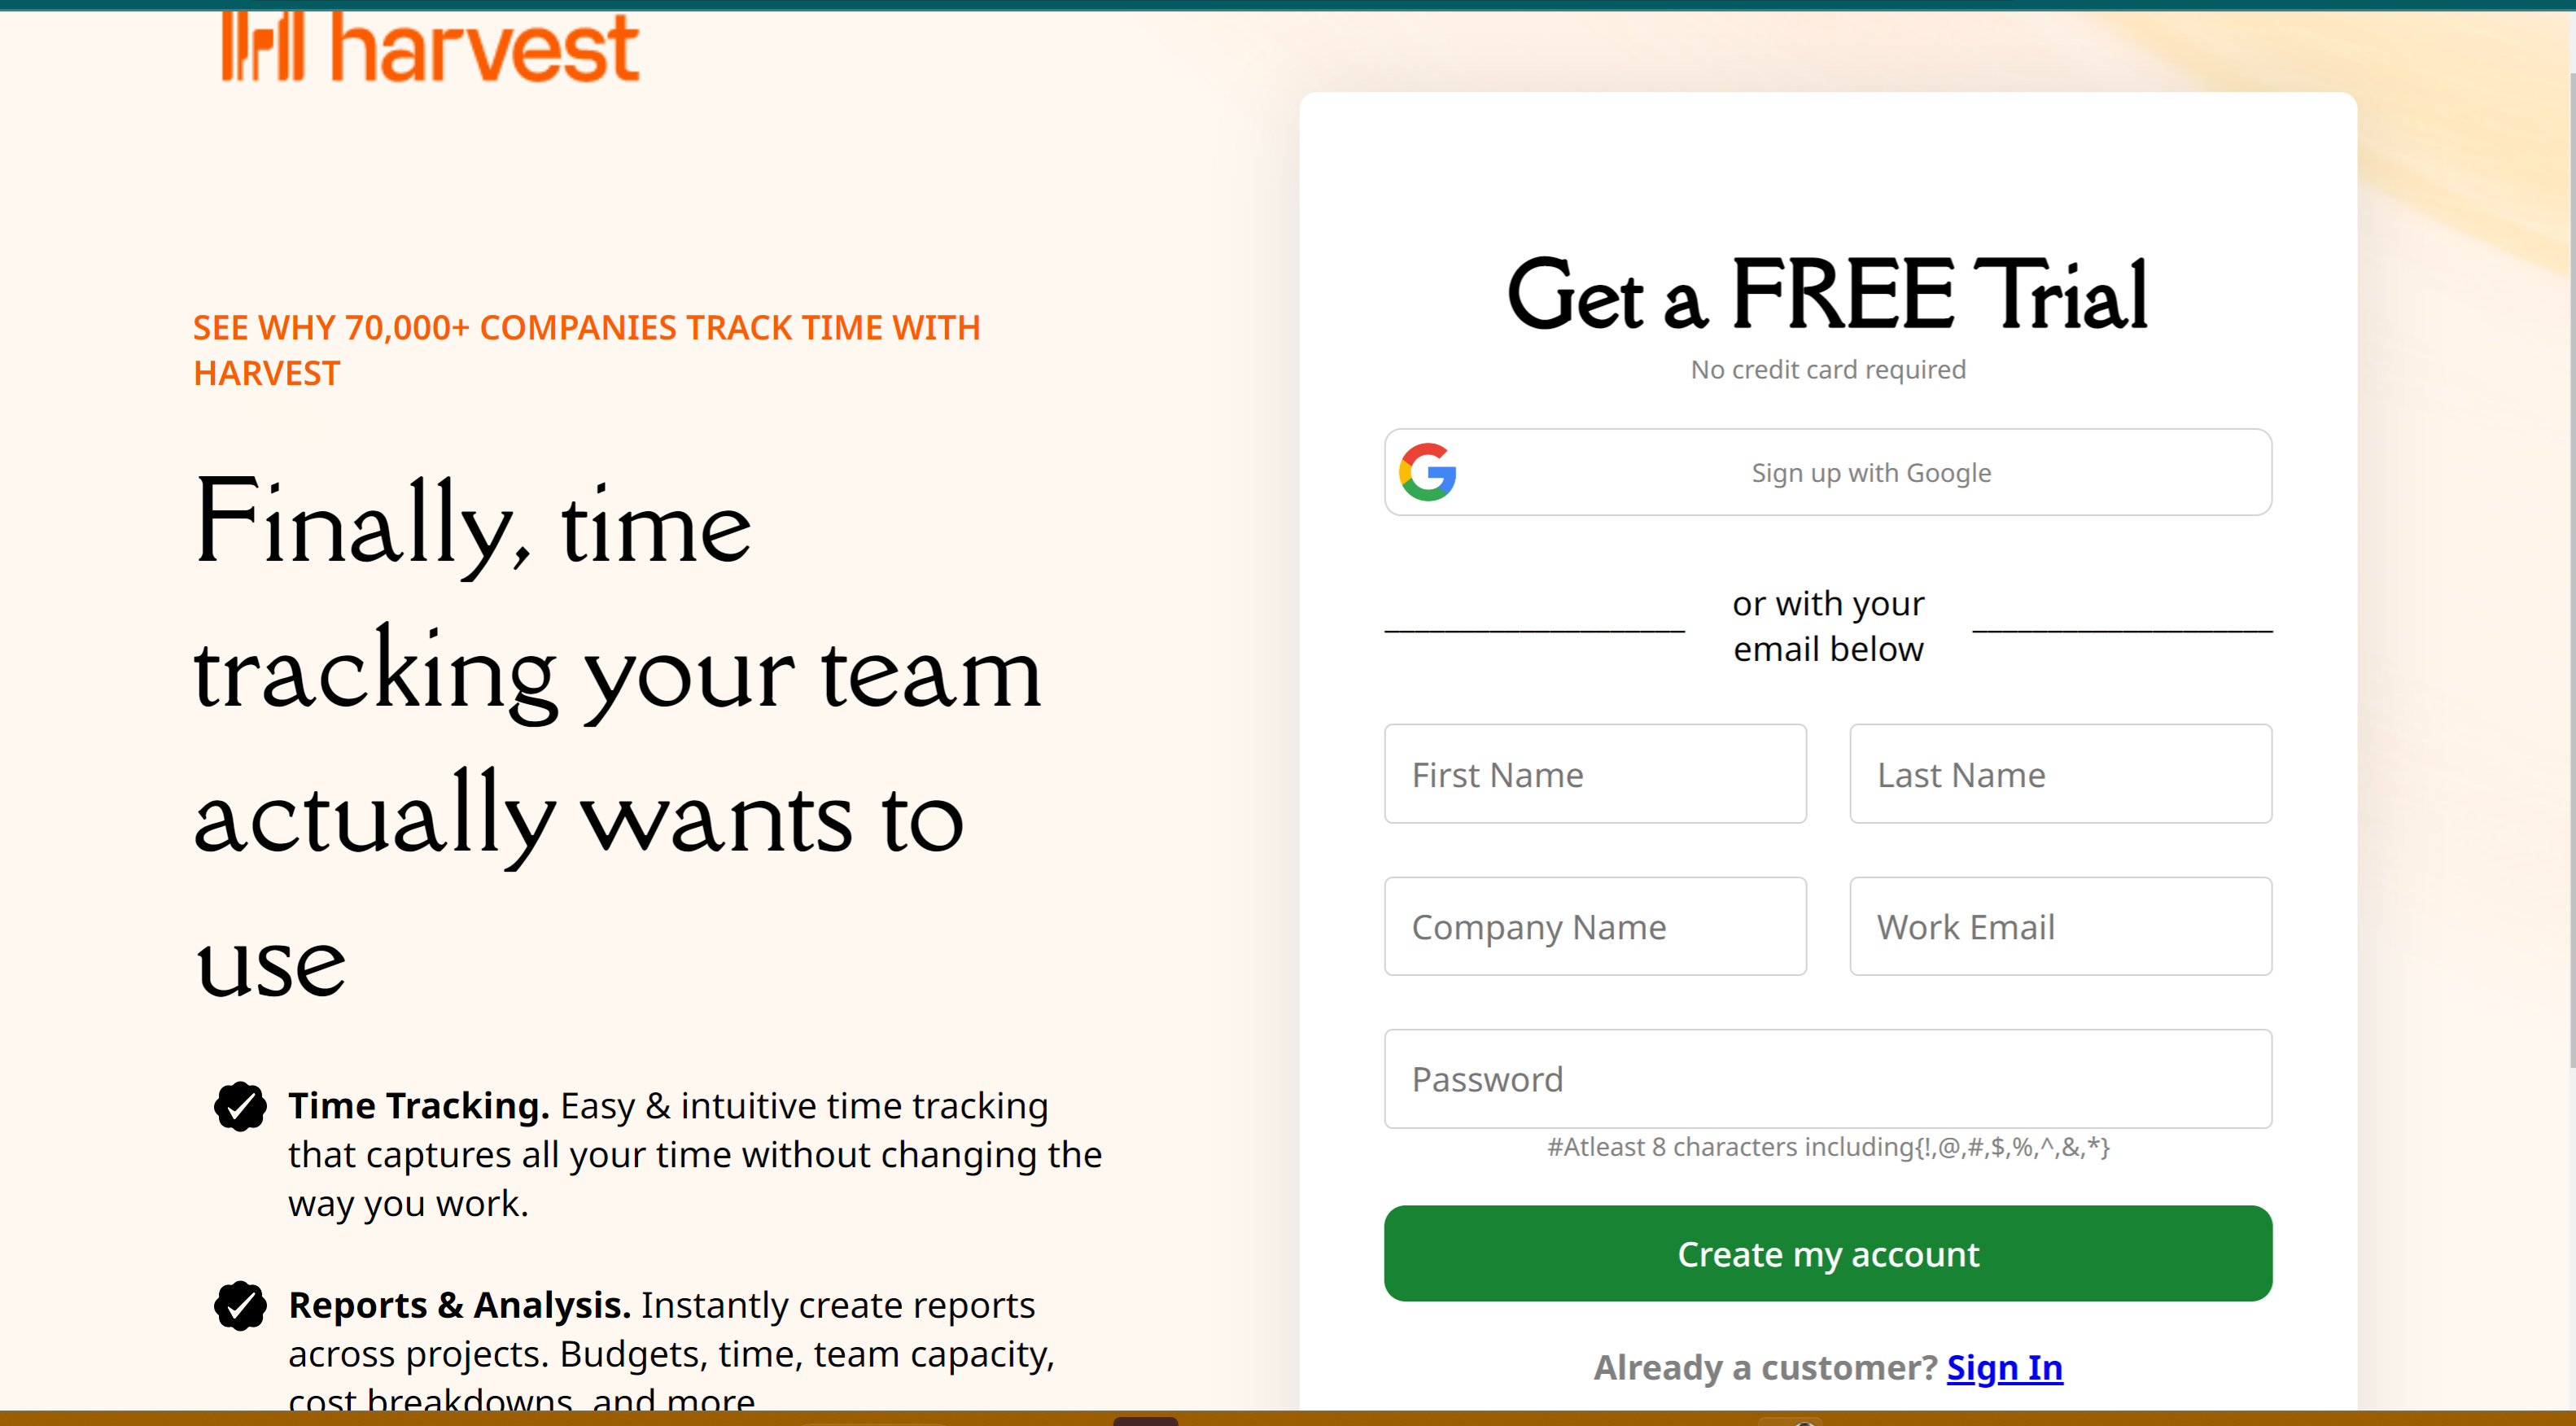 harvest
SEE WHY 70,000+ COMPANIES TRACK TIME WITH
HARVEST
Finally, time
tracking your team
actually wants to
use
Time Tracking. Easy & intuitive time tracking
that captures all your time without changing the
way you work.
Reports & Analysis. Instantly create reports
across projects. Budgets, time, team capacity,
cost breakdowns, and more
Get a FREE Trial
No credit card required
Sign up with Google
or with your
email below
First Name
Last Name
Company Name
Work Email
Password
#Atleast 8 characters including{!,@,#,$,%,^,&,*}
Create my account
Already a customer? Sign In